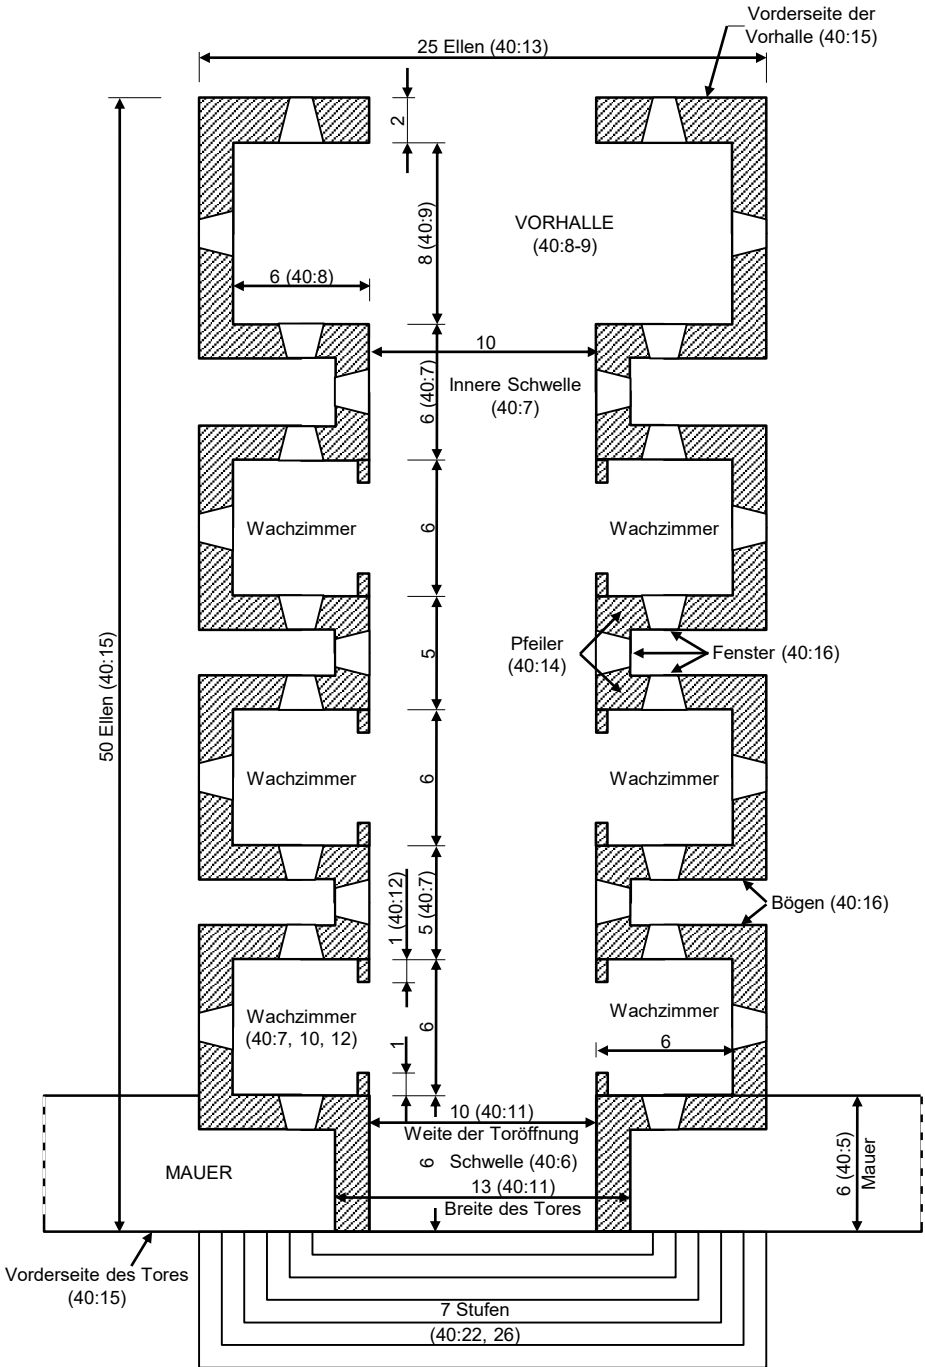 Vorderseite der
Vorhalle (40:15)
25 Ellen (40:13)
2
8 (40:9)
VORHALLE
(40:8-9)
6 (40:8)
10
6 (40:7)
Innere Schwelle
(40:7)
Wachzimmer
6
Wachzimmer
50 Ellen (40:15)
5
Pfeiler
(40:14)
Fenster (40:16)
Wachzimmer
6
Wachzimmer
1 (40:12)
5 (40:7)
Bögen (40:16)
Wachzimmer
(40:7, 10, 12)
1
6
Wachzimmer
6
10 (40:11)
Weite der Toröffnung
6
Schwelle (40:6)
MAUER
13 (40:11)
Breite des Tores
6 (40:5)
Mauer
Vorderseite des Tores
(40:15)
7 Stufen
(40:22, 26)